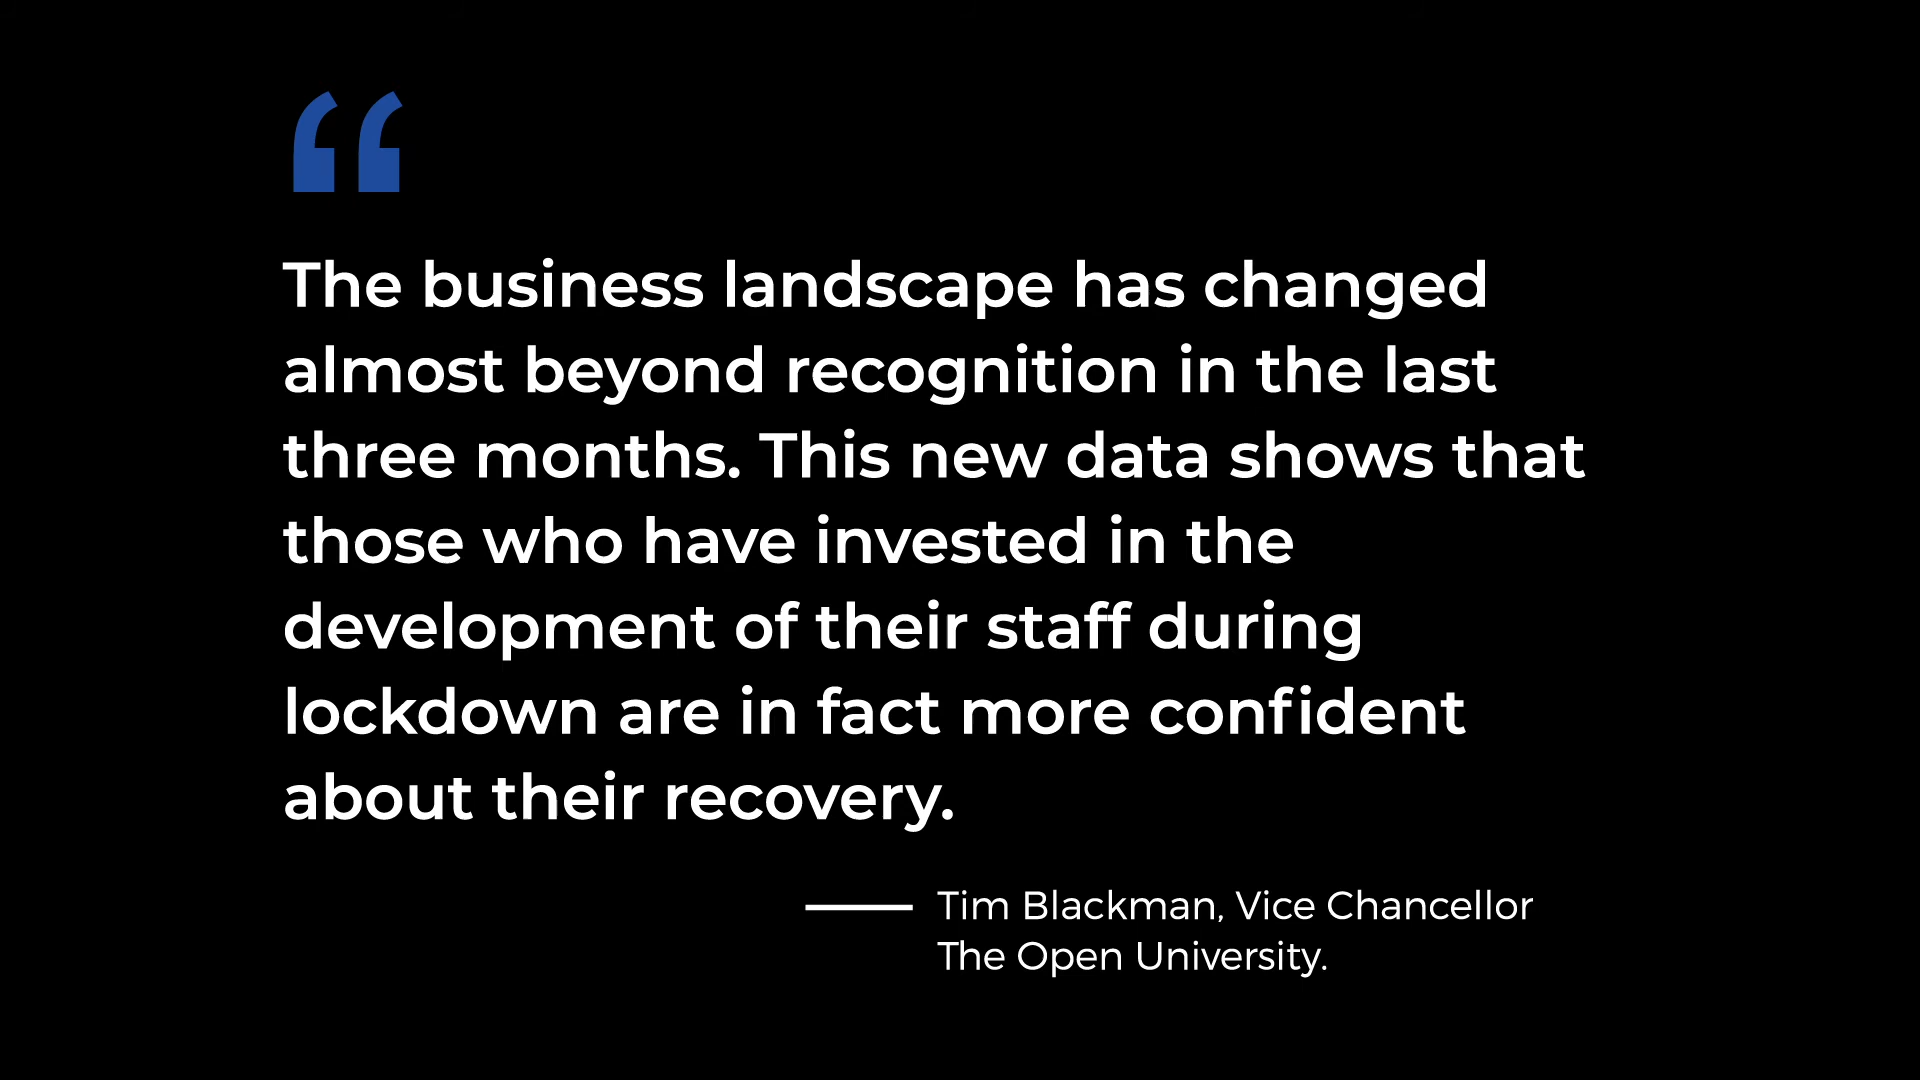 “
The business landscape has changed
almost beyond recognition in the last
three months. This new data shows that
those who have invested in the
development of their staff during
lockdown are in fact more confident
about their recovery.
Tim Blackman, Vice Chancellor
The Open University.